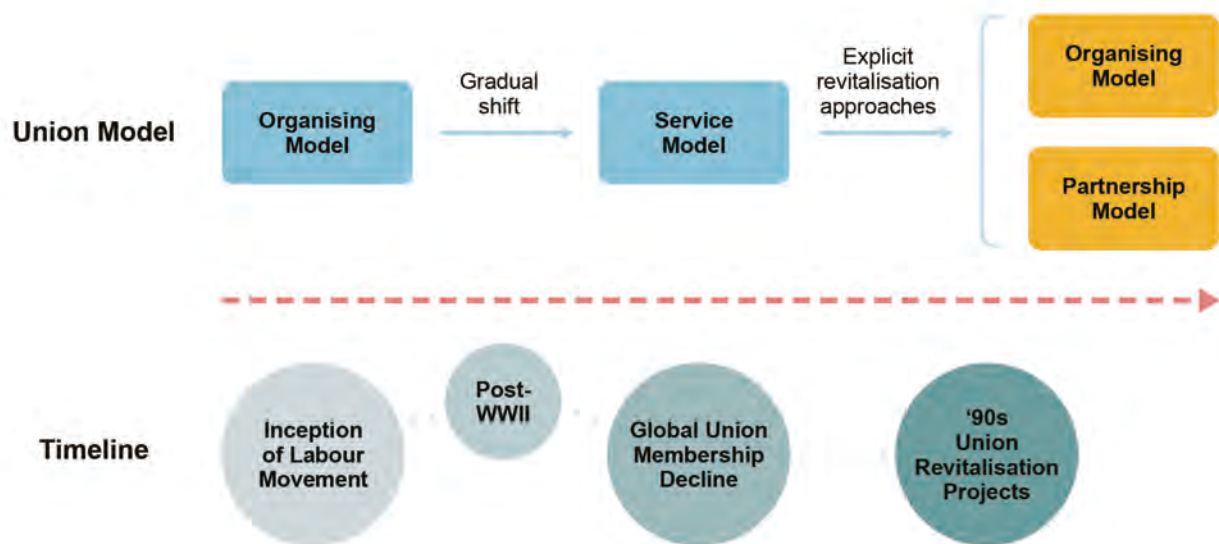 Union Model
Organising
Model
Gradual
shift
Service
Model
Explicit
revitalisation
approaches
Organising
Model
Partnership
Model
Timeline
Inception
of Labour
Movement
Post-
WWII
Global Union
Membership
Decline
‘90s
Union
Revitalisation
Projects